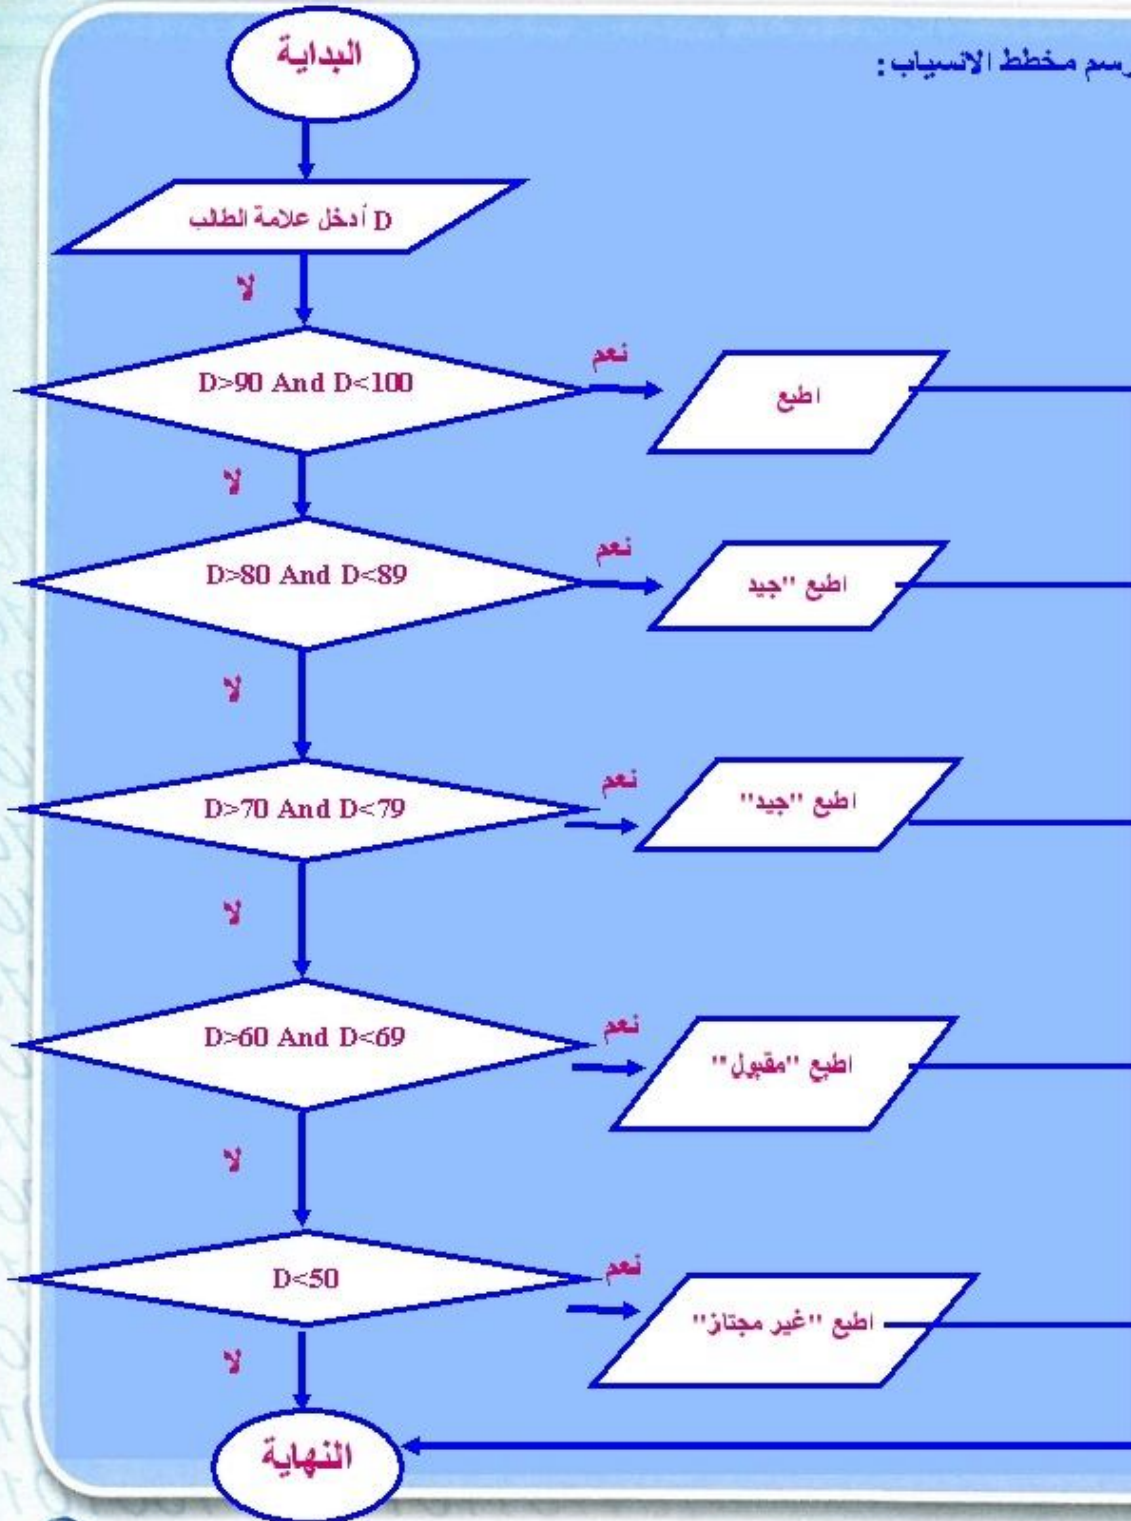 رسم مخطط الانسياب :
البداية
أدخل علامة الطالب D
لا
D>90 And D<100
نعم
اطبع
لا
D>80 And D<89
نعم
اطبع "جيد
لا
D>70 And D<79
نعم
اطبع "جيد"
لا
D>60 And D<69
نعم
اطبع "مقبول"
لا
D<50
نعم
اطبع "غير مجتاز"
لا
النهاية